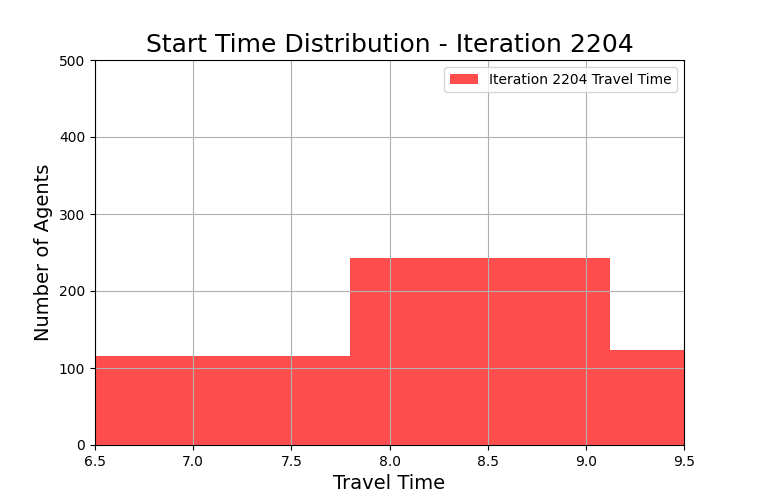 Start Time Distribution - Iteration 2204
500
Iteration 2204 Travel Time
400
300
200
100
0
Number of Agents
6.5 7.0 7.5 8.0 8.5 9.0 9.5
Travel Time